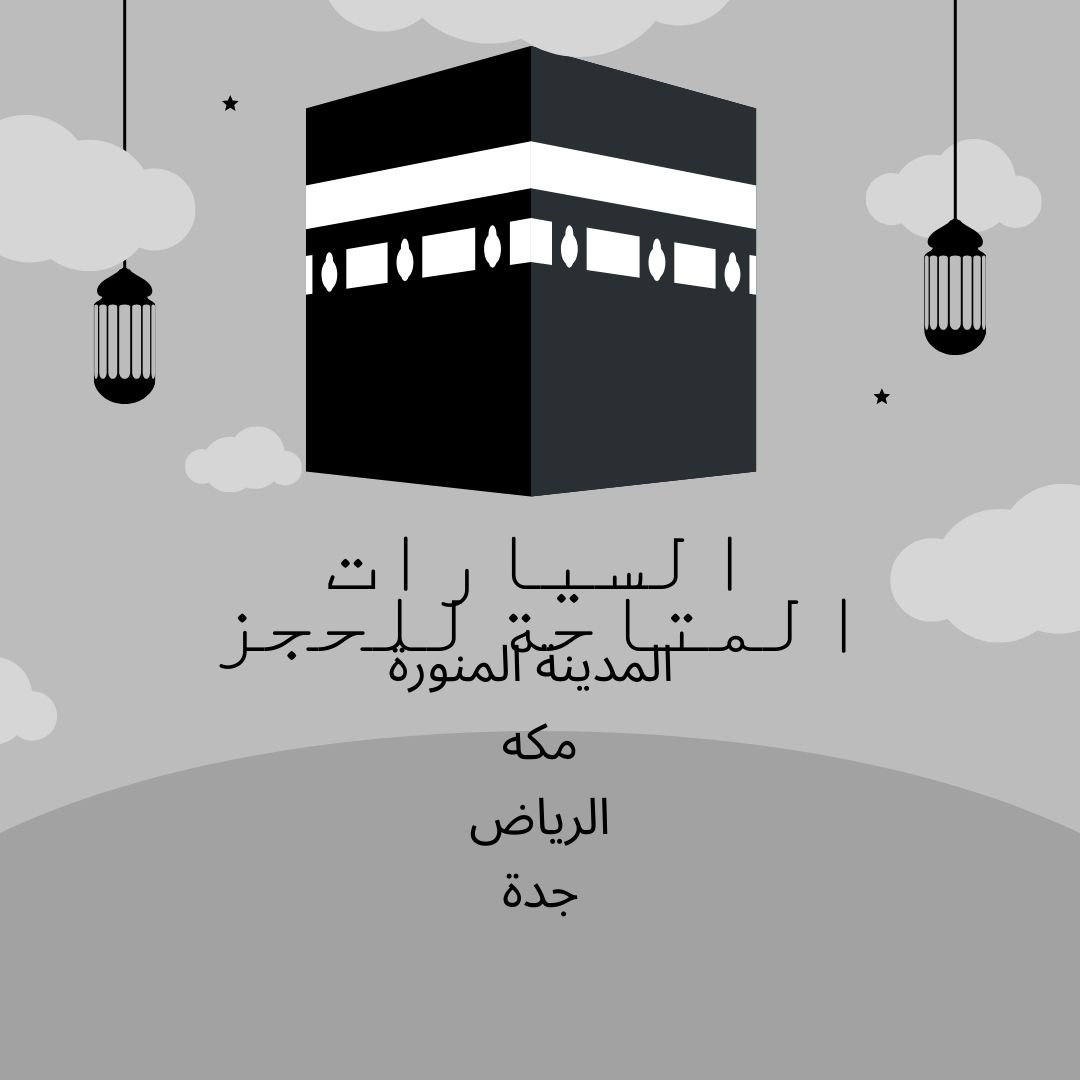 السيارات
المتاحة للحجز
المدينة المنورة
مكه
الرياض
جدة